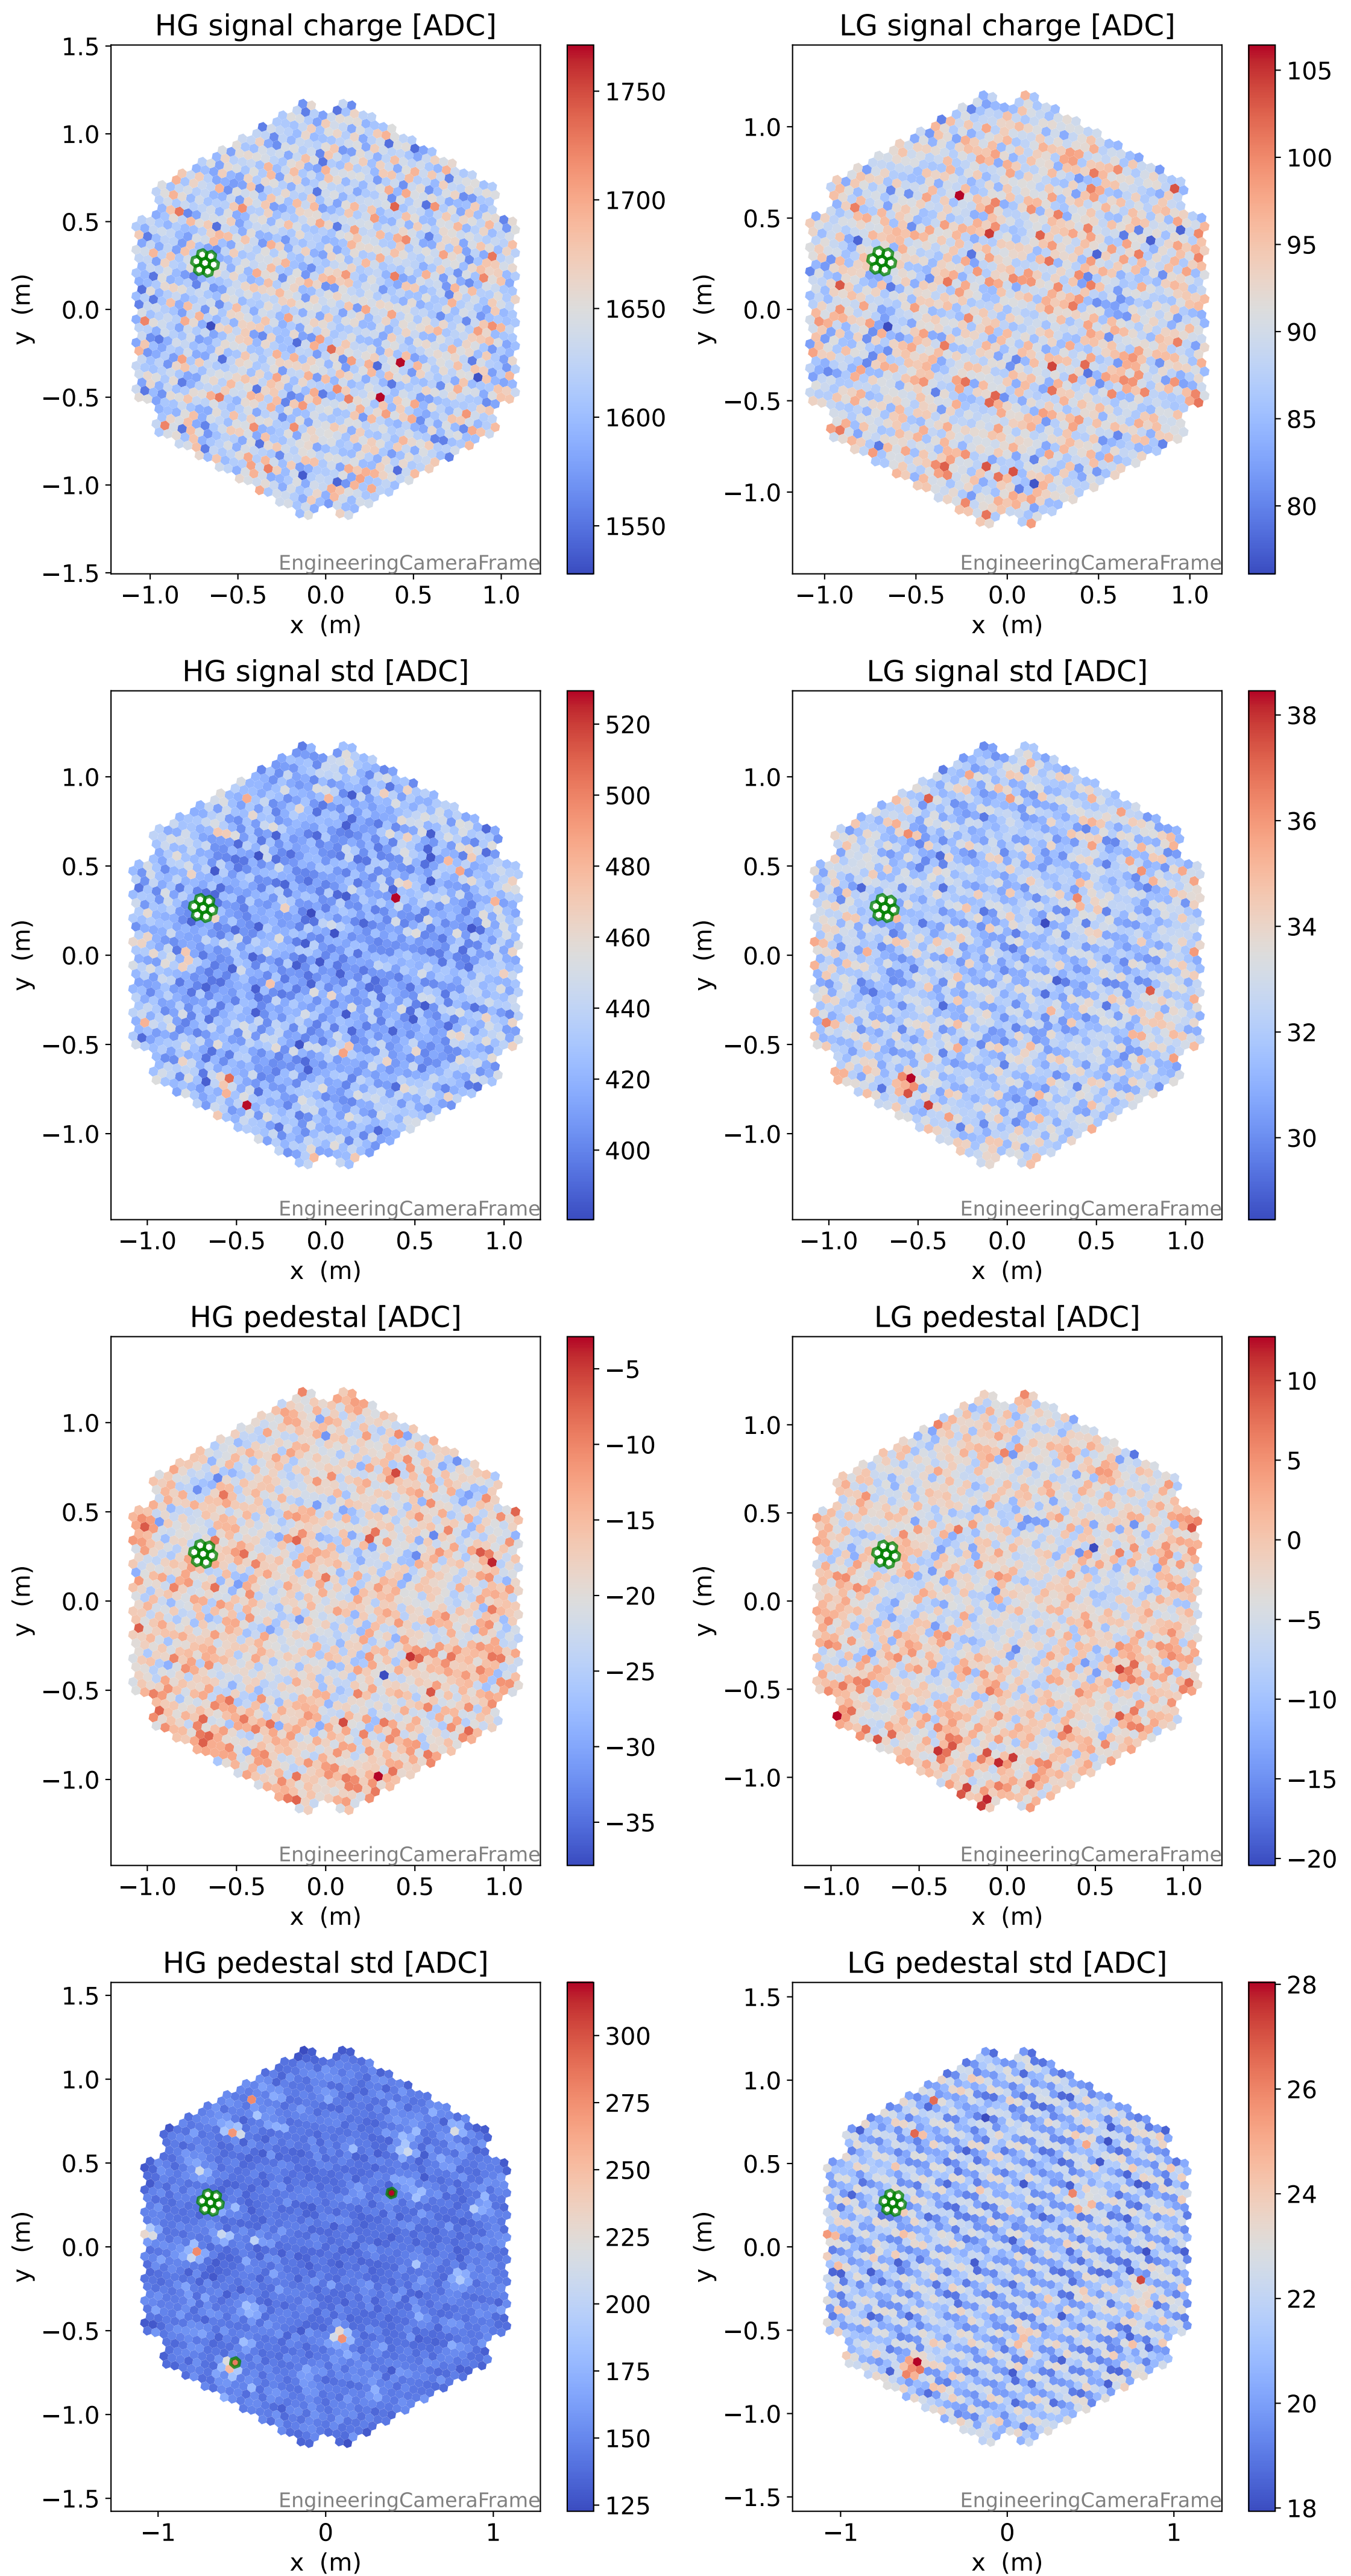 HG signal charge [ADC]
1.5
1.0
0.5
0.0
−0.5
−1.0
−1.5
y (m)
−1.0 −0.5 0.0 0.5 1.0
x (m)
EngineeringCameraFrame
1750
1700
1650
1600
1550
LG signal charge [ADC]
1.0
0.5
0.0
−0.5
−1.0
y (m)
−1.0 −0.5 0.0 0.5 1.0
x (m)
EngineeringCameraFrame
105
100
95
90
85
80
HG signal std [ADC]
1.0
0.5
0.0
−0.5
−1.0
y (m)
−1.0 −0.5 0.0 0.5 1.0
x (m)
EngineeringCameraFrame
520
500
480
460
440
420
400
LG signal std [ADC]
1.0
0.5
0.0
−0.5
−1.0
y (m)
−1.0 −0.5 0.0 0.5 1.0
x (m)
EngineeringCameraFrame
38
36
34
32
30
HG pedestal [ADC]
1.0
0.5
0.0
−0.5
−1.0
y (m)
−1.0 −0.5 0.0 0.5 1.0
x (m)
EngineeringCameraFrame
−5
−10
−15
−20
−25
−30
−35
LG pedestal [ADC]
1.0
0.5
0.0
−0.5
−1.0
y (m)
−1.0 −0.5 0.0 0.5 1.0
x (m)
EngineeringCameraFrame
10
5
0
−5
−10
−15
−20
HG pedestal std [ADC]
1.5
1.0
0.5
0.0
−0.5
−1.0
−1.5
y (m)
−1 0 1
x (m)
EngineeringCameraFrame
300
275
250
225
200
175
150
125
LG pedestal std [ADC]
1.5
1.0
0.5
0.0
−0.5
−1.0
−1.5
y (m)
−1 0 1
x (m)
EngineeringCameraFrame
28
26
24
22
20
18